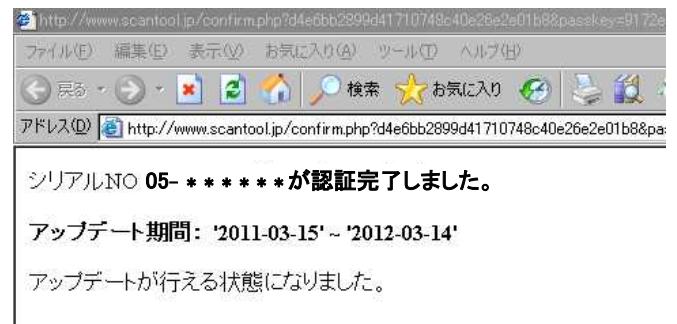 http://www.scantool.jp/confirm.php?d4e6bb2899d41710748c40e26e2e01b8&passkey=9172e
ファイル(F) 編集(E) 表示(V) お気に入り(A) ツール(T) ヘルプ(H)
戻る 検索 お気に入り
アドレス(D) http://www.scantool.jp/confirm.php?d4e6bb2899d41710748c40e26e2e01b8&pa
シリアルNO 05-******が認証完了しました。
アップデート期間: '2011-03-15' ~ '2012-03-14'
アップデートが行える状態になりました。